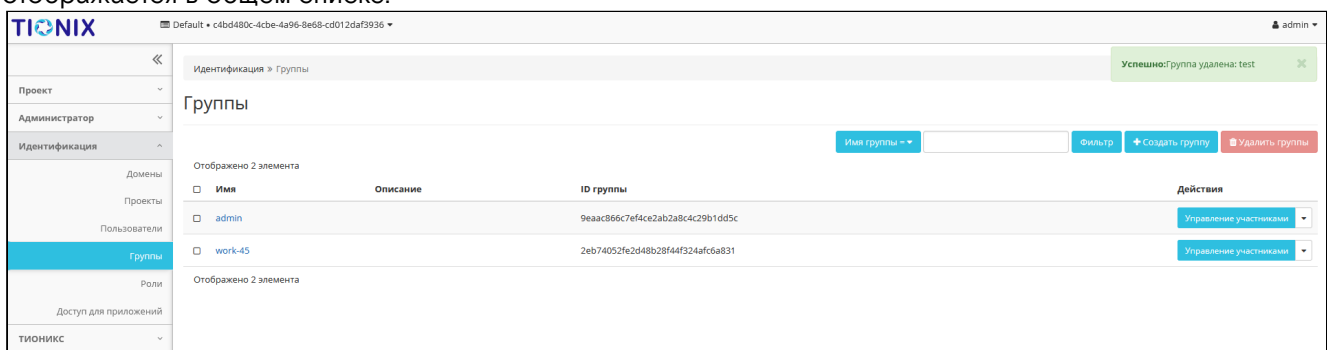 отображается в общем списке.
TIONIX Default • c4bd480c-4cbe-4a96-8e68-cd012daf3936 admin
«
Идентификация » Группы
Успешно:Группа удалена: test ×
Проект
Группы
Администратор
Идентификация
Имя группы = Фильтр + Создать группу Удалить группы
Отображено 2 элемента
Домены
Имя Описание ID группы Действия
Проекты
admin 9eaac866c7ef4ce2ab2a8c4c29b1dd5c Управление участниками
Пользователи
work-45 2eb74052fe2d48b28f44f324afc6a831 Управление участниками
Группы
Отображено 2 элемента
Роли
Доступ для приложений
ТИОНИКС